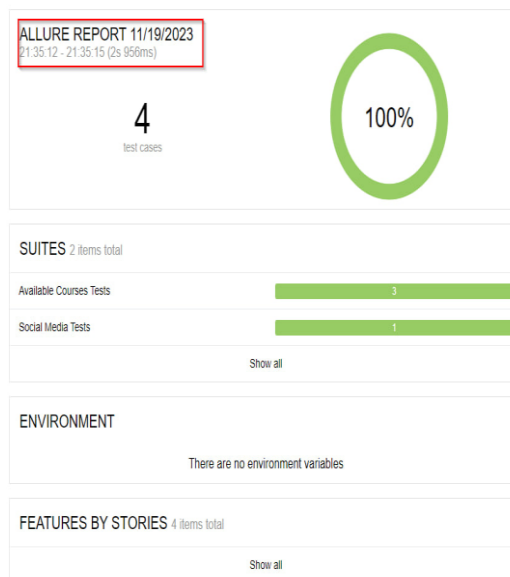 ALLURE REPORT 11/19/2023
21:35:12 - 21:35:15 (2s 956ms)
4
test cases
100%
SUITES 2 items total
Available Courses Tests 3
Social Media Tests 1
Show all
ENVIRONMENT
There are no environment variables
FEATURES BY STORIES 4 items total
Show all